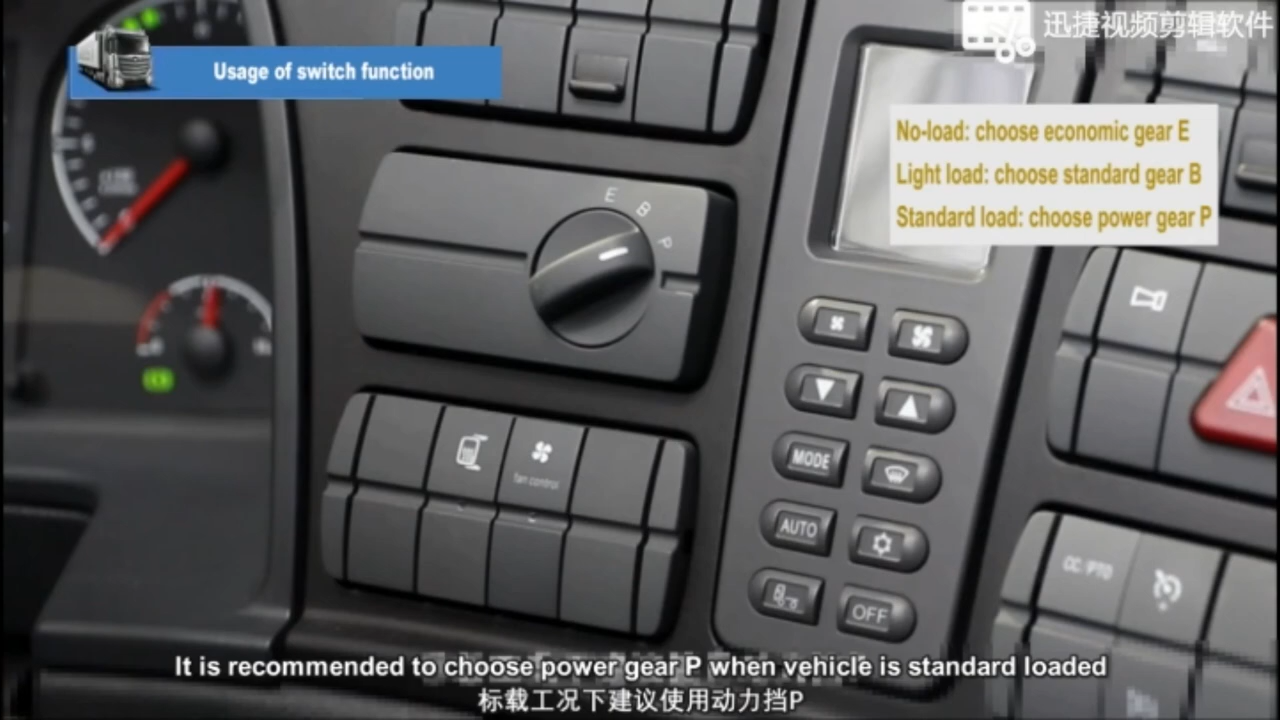 迅捷视频剪辑软件
Usage of switch function
No-load: choose economic gear E
Light load: choose standard gear B
Standard load: choose power gear P
E B P
fan control
MODE
AUTO
OFF
CC/PTO
It is recommended to choose power gear P when vehicle is standard loaded
标载工况下建议使用动力挡P